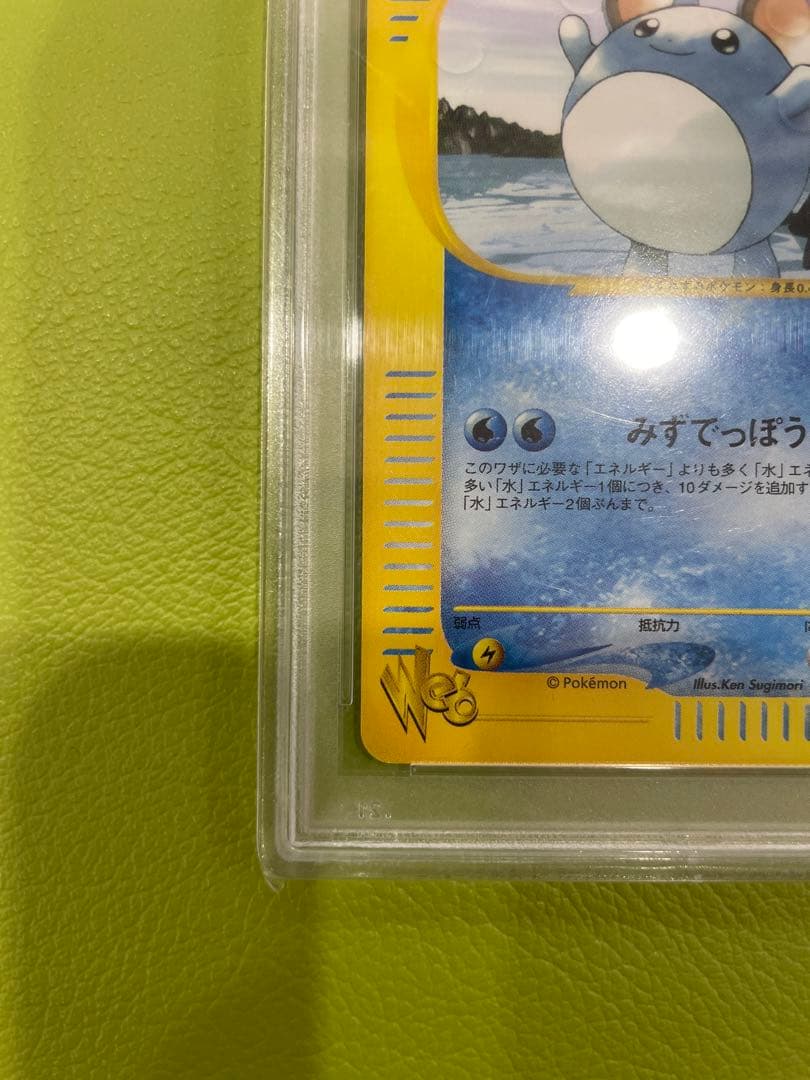 みずでっぽう
このワザに必要な「エネルギー」よりも多く「水」エネ
多い「水」エネルギー1個につき、10ダメージを追加す
「水」エネルギー2個ぶんまで。
弱点 抵抗力
©Pokémon Illus.Ken Sugimori
Web